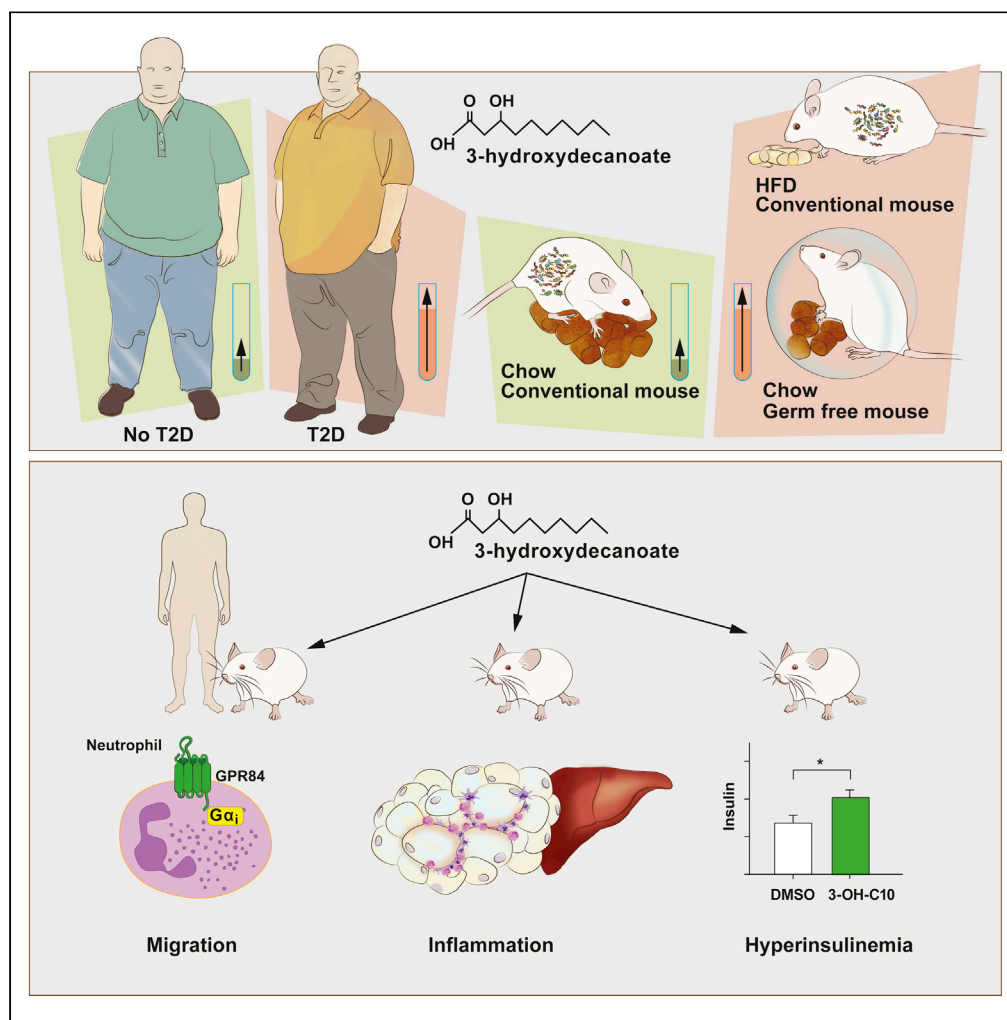 O
OH
OH
3-hydroxydecanoate
HFD
Conventional mouse
Chow
Conventional mouse
Chow
Germ free mouse
No T2D
T2D
O
OH
OH
3-hydroxydecanoate
Neutrophil
GPR84
Gαi
Insulin
*
DMSO
3-OH-C10
Migration
Inflammation
Hyperinsulinemia